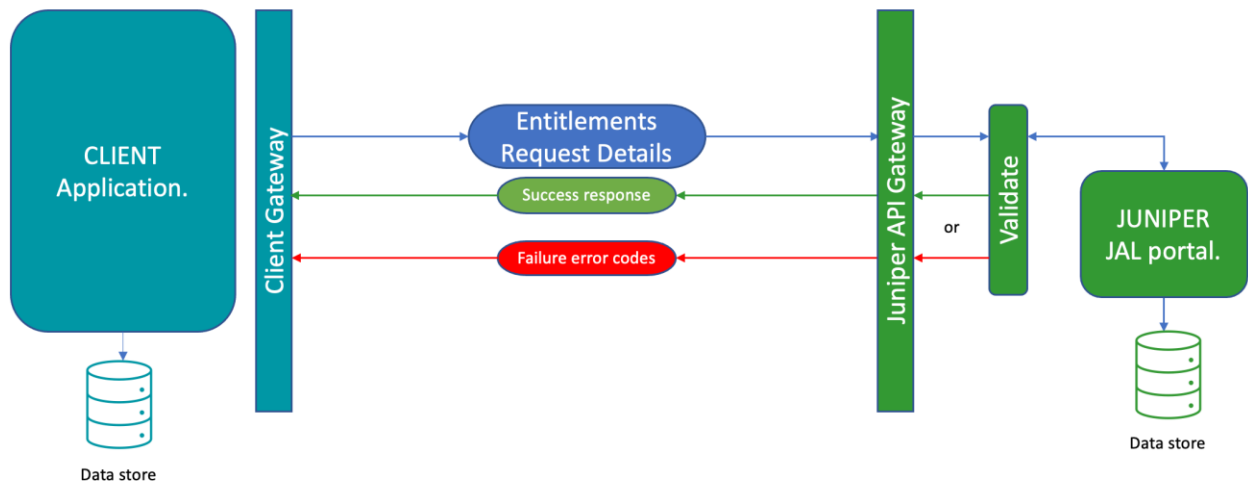 CLIENT
Application.
Client Gateway
Entitlements
Request Details
Success response
Failure error codes
Juniper API Gateway
or
Validate
JUNIPER
JAL portal.
Data store
Data store